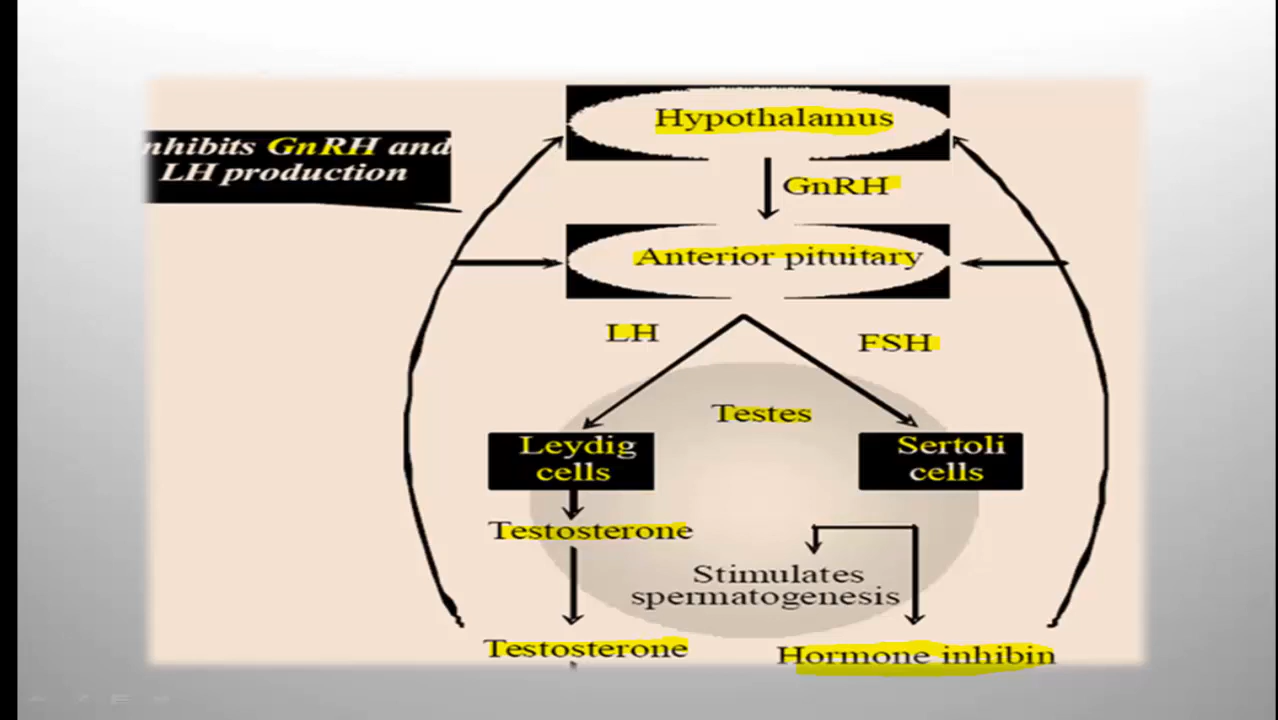 Hypothalamus
nhibits GnRH and
LH production
GnRH
Anterior pituitary
LH
FSH
Testes
Leydig
cells
Sertoli
cells
Testosterone
Stimulates
spermatogenesis
Testosterone
Hormone inhibin